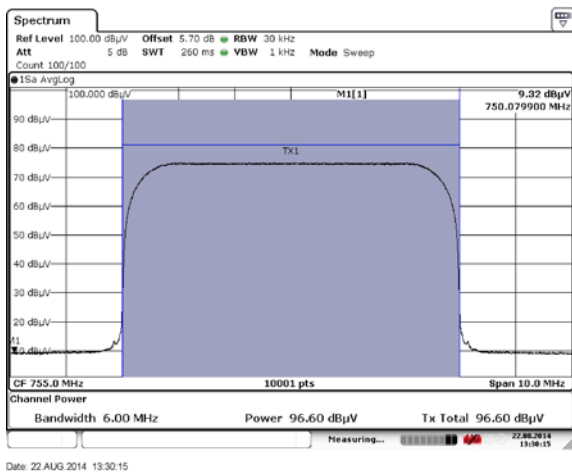 Spectrum
Ref Level 100.00 dBµV Offset 5.70 dB RBW 30 kHz
Att 5 dB SWT 260 ms VBW 1 kHz Mode Sweep
Count 100/100
1Sa AvgLog
100.000 dBµV M1[1] 9.32 dBµV
750.079900 MHz
90 dBµV
80 dBµV
TX1
70 dBµV
60 dBµV
50 dBµV
40 dBµV
30 dBµV
20 dBµV
M1
CF 755.0 MHz 10001 pts Span 10.0 MHz
Channel Power
Bandwidth 6.00 MHz Power 96.60 dBµV Tx Total 96.60 dBµV
Measuring... 22.08.2014
13:30:15
Date: 22.AUG.2014 13:30:15